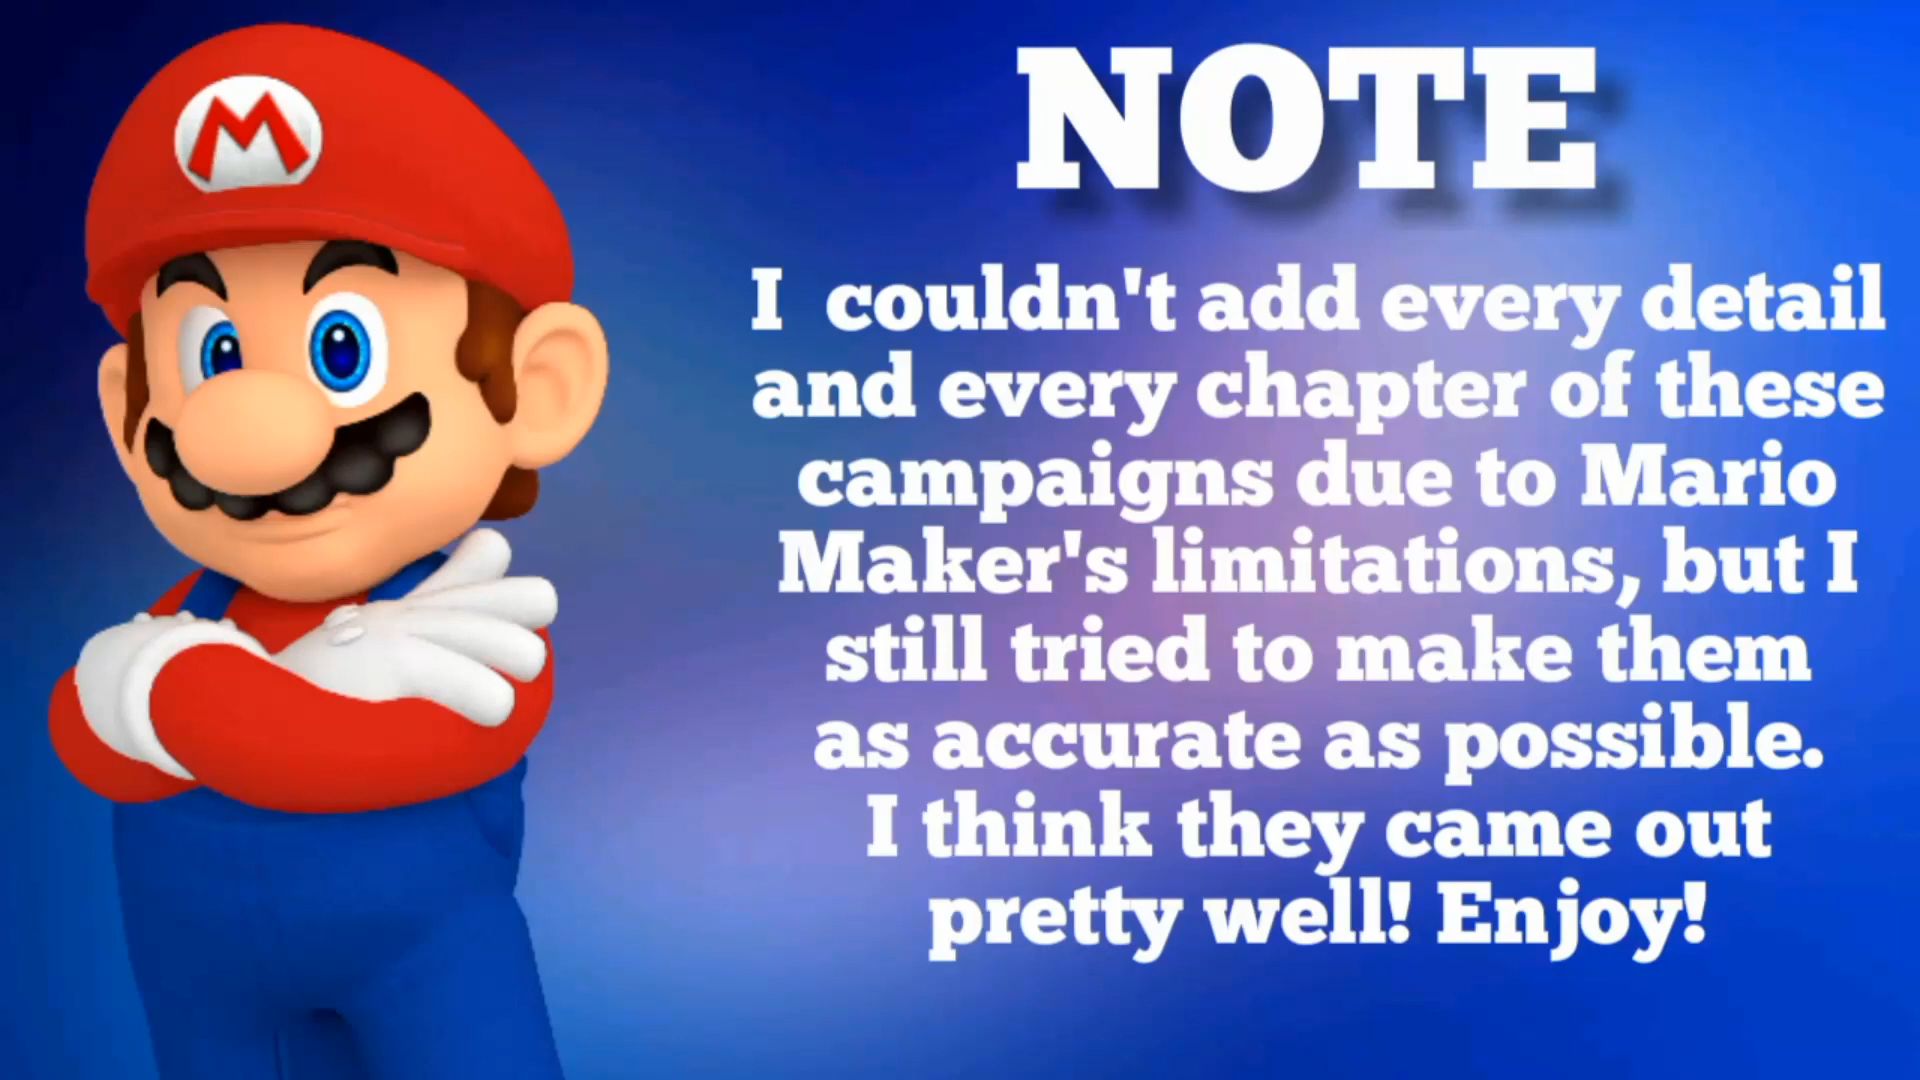 M
NOTE
I couldn't add every detail
and every chapter of these
campaigns due to Mario
Maker's limitations, but I
still tried to make them
as accurate as possible.
I think they came out
pretty well! Enjoy!